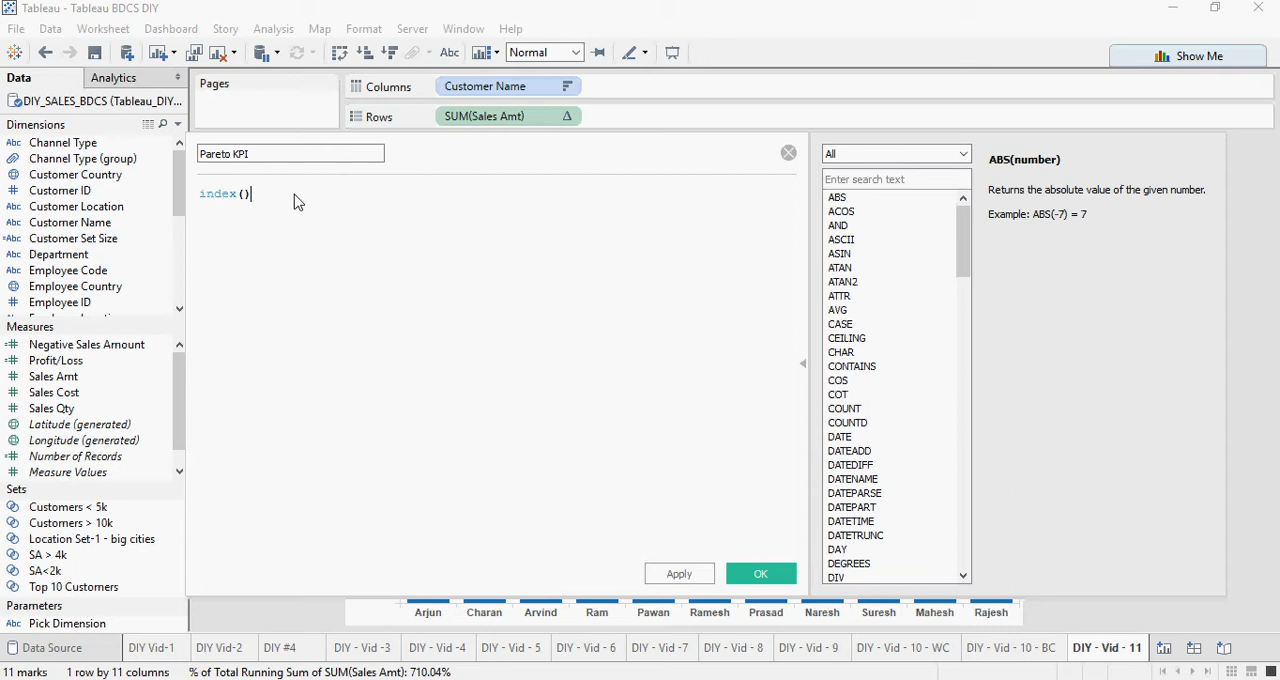 Tableau - Tableau BDCS DIY
File Data Worksheet Dashboard Story Analysis Map Format Server Window Help
Abc Normal Show Me
Data Analytics
DIY_SALES_BDCS (Tableau_DIY...
Dimensions
Abc Channel Type
Channel Type (group)
Customer Country
Customer ID
Abc Customer Location
Abc Customer Name
Abc Customer Set Size
Abc Department
Abc Employee Code
Employee Country
Employee ID
Measures
Negative Sales Amount
Profit/Loss
Sales Amt
Sales Cost
Sales Qty
Latitude (generated)
Longitude (generated)
Number of Records
Measure Values
Sets
Customers < 5k
Customers > 10k
Location Set-1 - big cities
SA > 4k
SA<2k
Top 10 Customers
Parameters
Abc Pick Dimension
Pages
Columns Customer Name
Rows SUM(Sales Amt) Δ
Pareto KPI
index()
Apply OK
All
Enter search text
ABS
ACOS
AND
ASCII
ASIN
ATAN
ATAN2
ATTR
AVG
CASE
CEILING
CHAR
CONTAINS
COS
COT
COUNT
COUNTD
DATE
DATEADD
DATEDIFF
DATENAME
DATEPARSE
DATEPART
DATETIME
DATETRUNC
DAY
DEGREES
DIV
ABS(number)
Returns the absolute value of the given number.
Example: ABS(-7) = 7
Arjun Charan Arvind Ram Pawan Ramesh Prasad Naresh Suresh Mahesh Rajesh
Data Source DIY Vid-1 DIY Vid-2 DIY #4 DIY - Vid -3 DIY - Vid -4 DIY - Vid - 5 DIY - Vid - 6 DIY - Vid -7 DIY - Vid - 8 DIY - Vid - 9 DIY - Vid - 10 - WC DIY - Vid - 10 - BC DIY - Vid - 11
11 marks 1 row by 11 columns % of Total Running Sum of SUM(Sales Amt): 710.04%